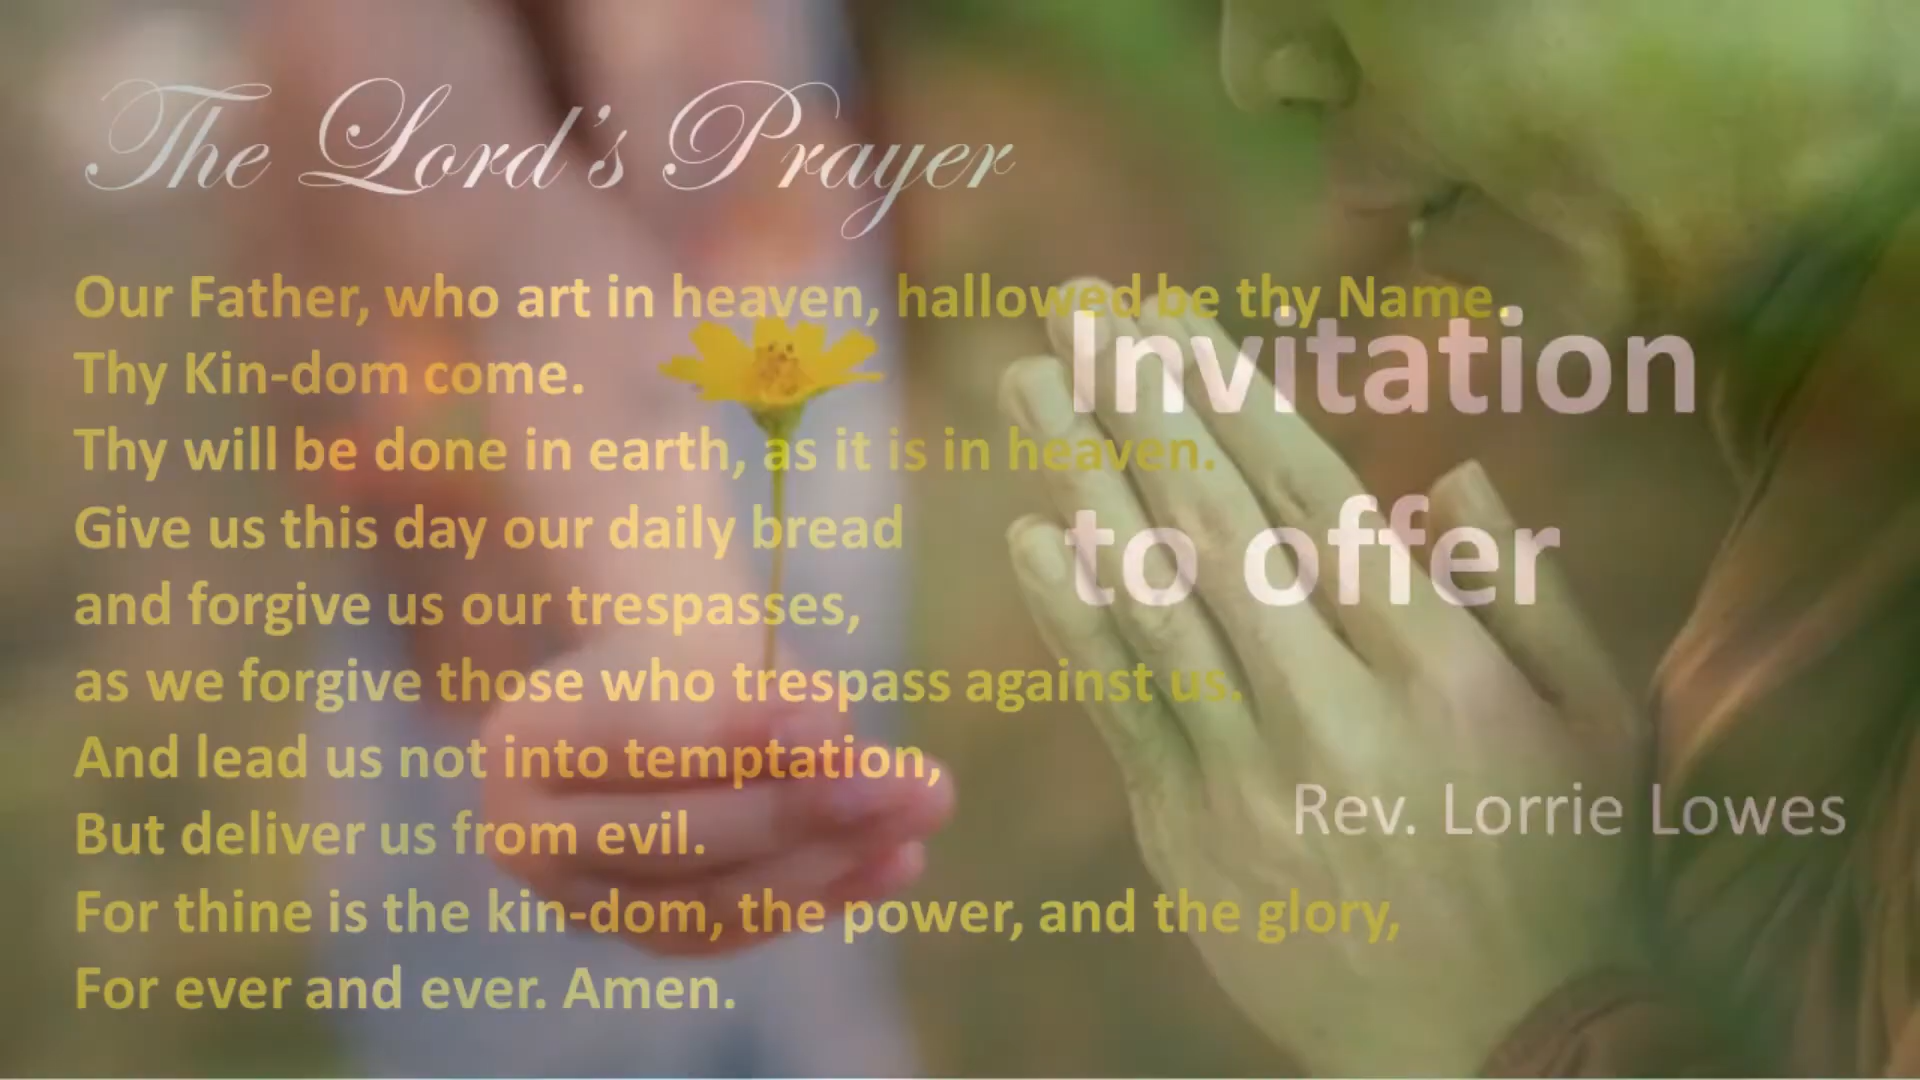 The Lord's Prayer
Our Father, who art in heaven, hallowed be thy Name.
Thy Kin-dom come.
Thy will be done in earth, as it is in heaven.
Give us this day our daily bread
and forgive us our trespasses,
as we forgive those who trespass against us.
And lead us not into temptation,
But deliver us from evil.
For thine is the kin-dom, the power, and the glory,
For ever and ever. Amen.
Invitation
to offer
Rev. Lorrie Lowes